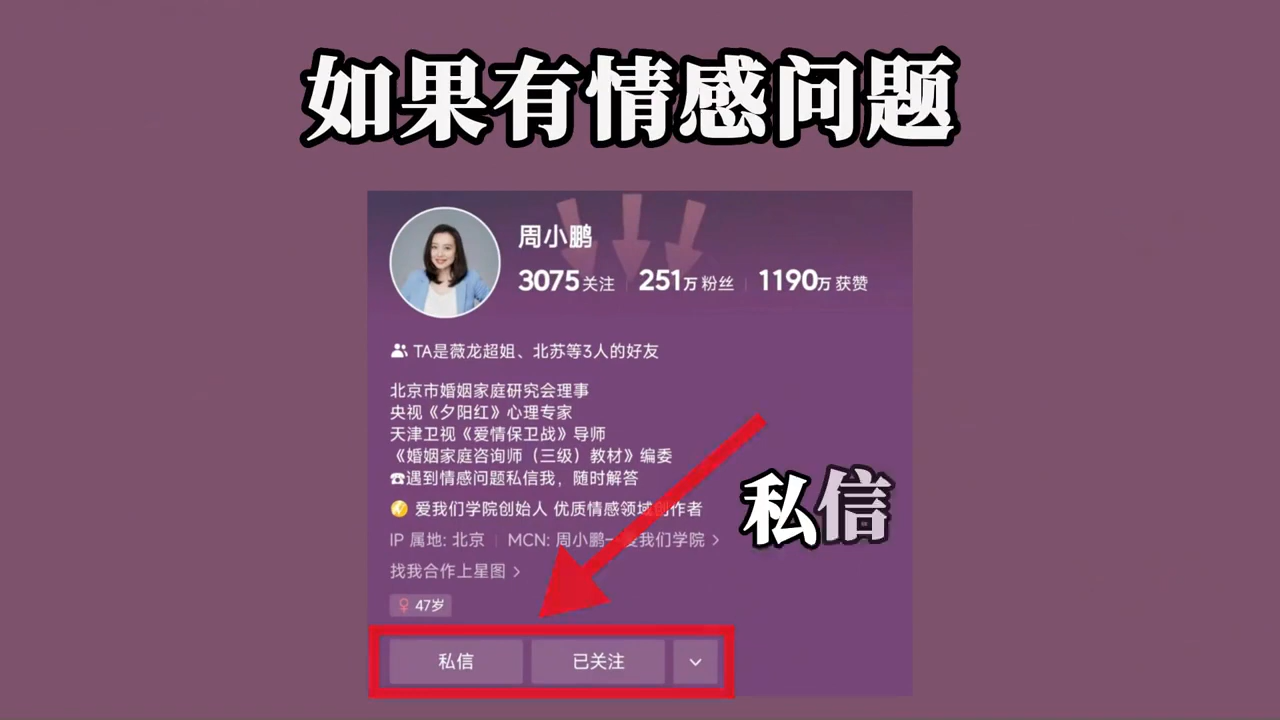 如果有情感问题
周小鹏
3075关注 251万粉丝 1190万获赞
TA是薇龙超姐、北苏等3人的好友
北京市婚姻家庭研究会理事
央视《夕阳红》心理专家
天津卫视《爱情保卫战》导师
《婚姻家庭咨询师（三级）教材》编委
☎遇到情感问题私信我，随时解答
爱我们学院创始人 优质情感领域创作者
私信
IP 属地: 北京 MCN: 周小鹏—爱我们学院 >
找我合作上星图 >
♀ 47岁
私信 已关注